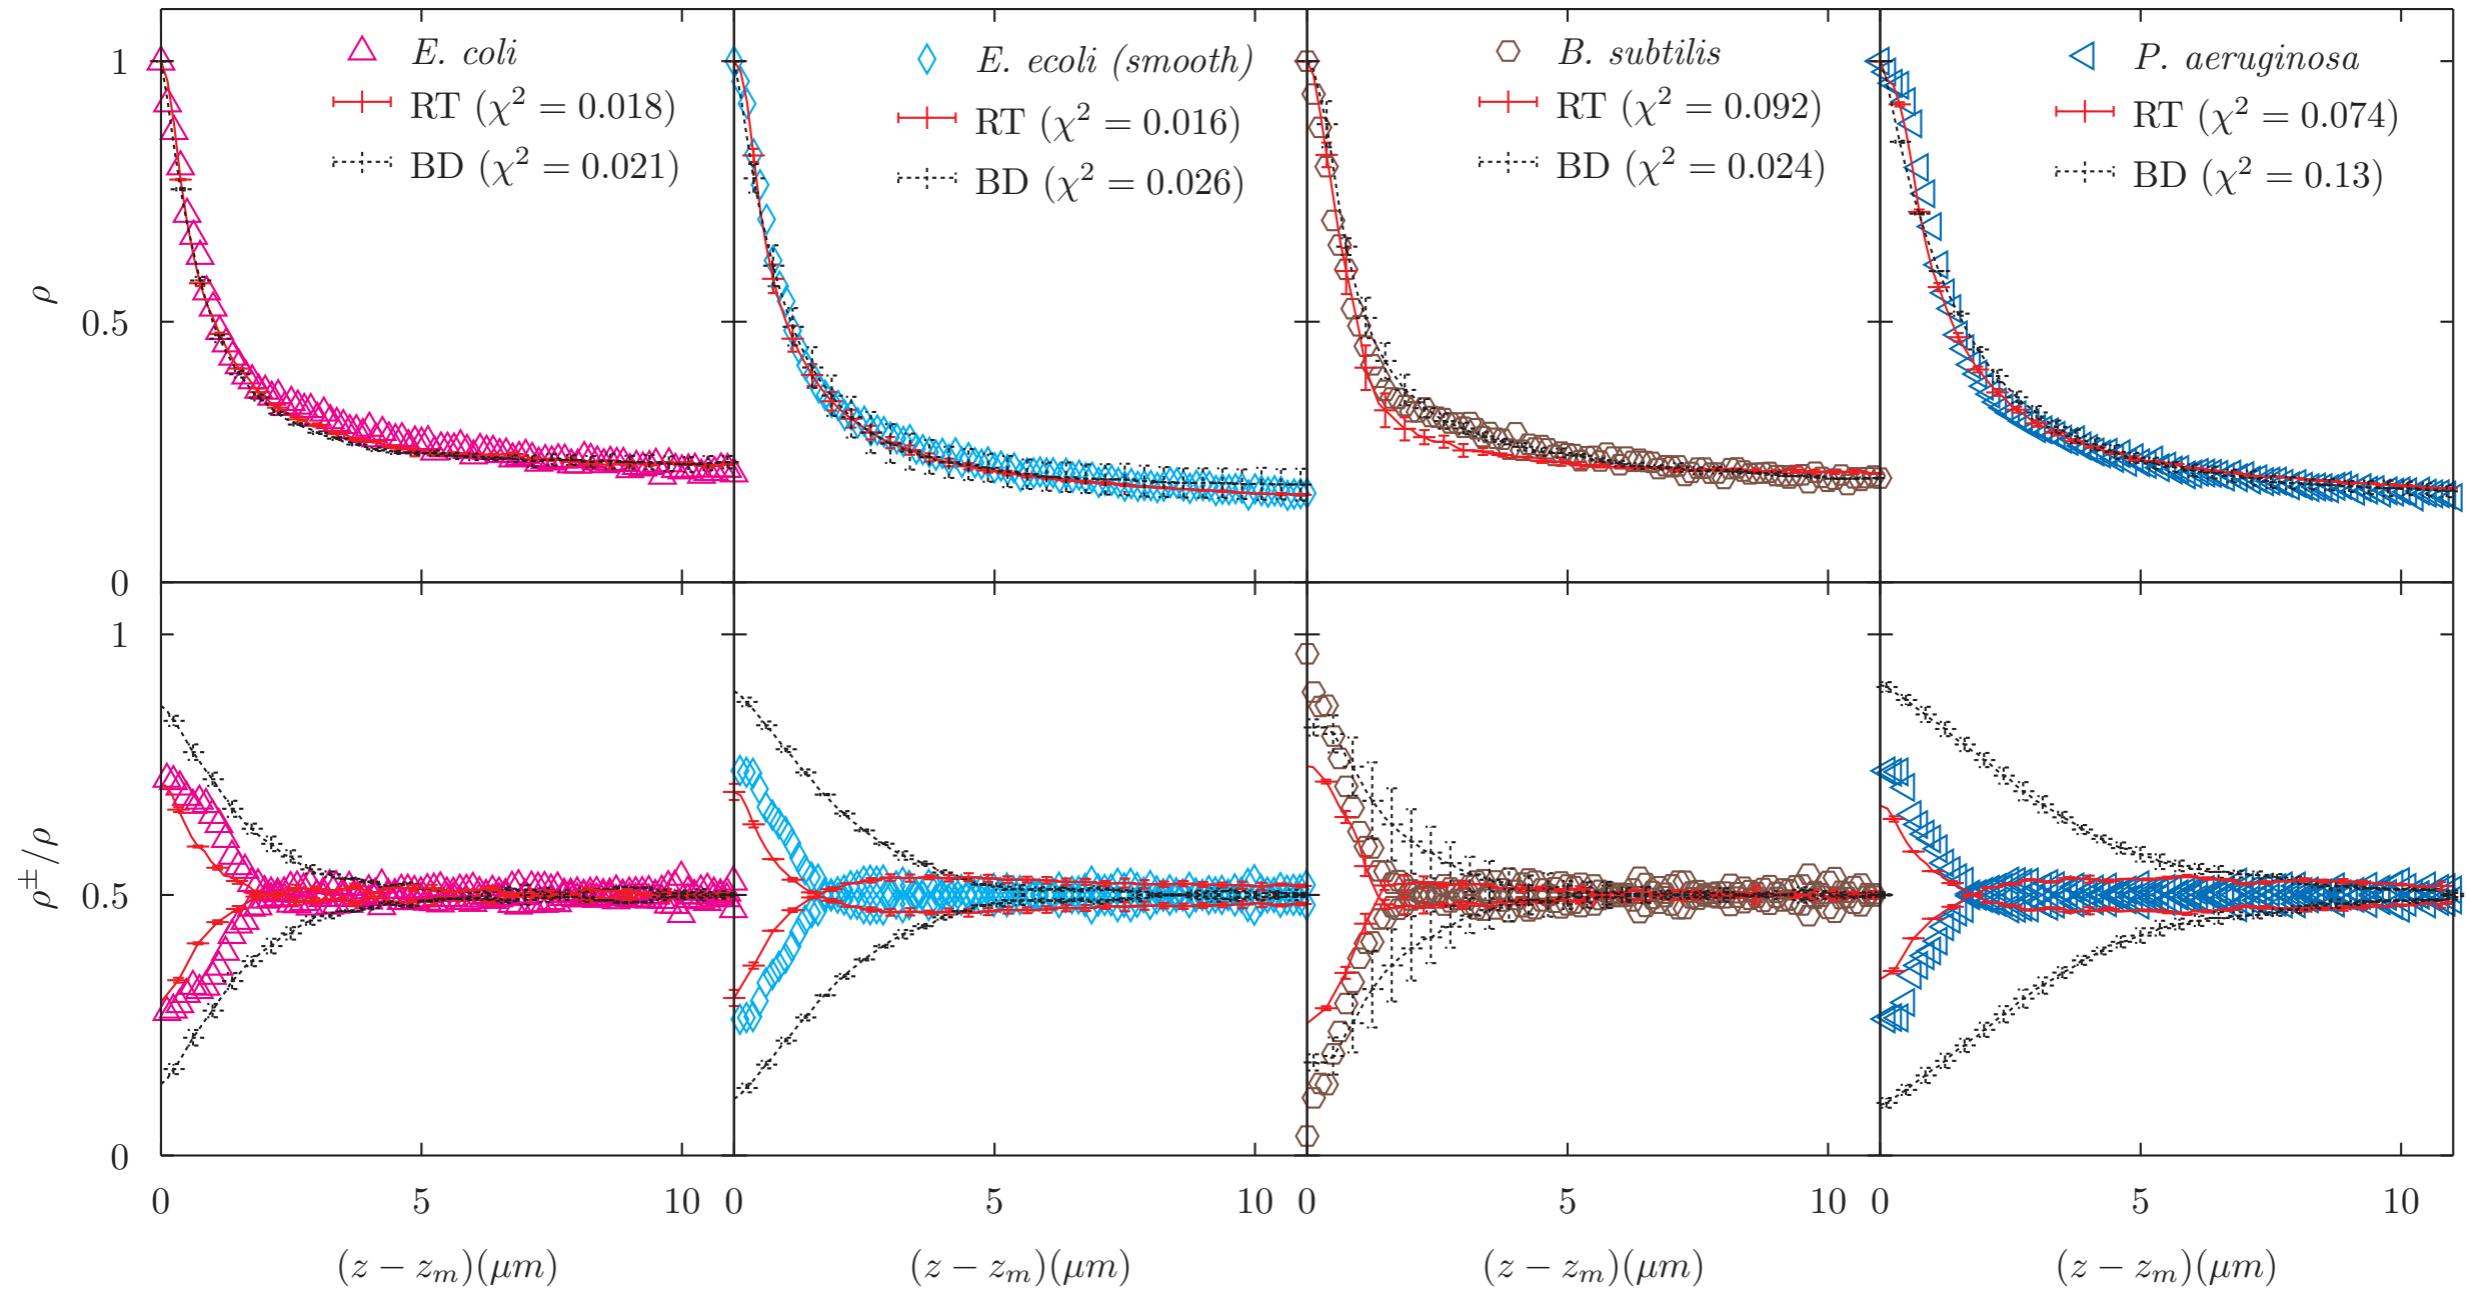 E. coli
RT (χ² = 0.018)
BD (χ² = 0.021)
E. ecoli (smooth)
RT (χ² = 0.016)
BD (χ² = 0.026)
B. subtilis
RT (χ² = 0.092)
BD (χ² = 0.024)
P. aeruginosa
RT (χ² = 0.074)
BD (χ² = 0.13)
1
0.5
0
ρ
1
0.5
0
ρ±/ρ
0 5 10 0 5 10 0 5 10 0 5 10
(z − zₘ)(μm) (z − zₘ)(μm) (z − zₘ)(μm) (z − zₘ)(μm)